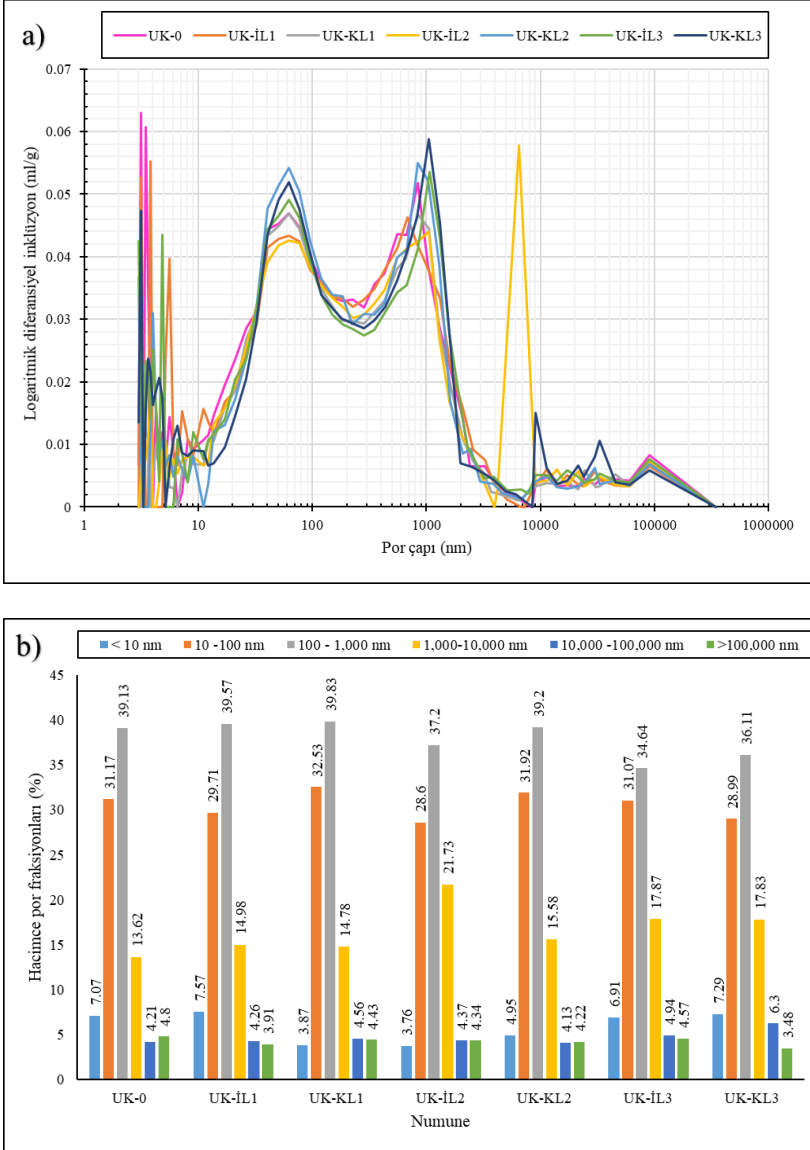 a)
UK-0 UK-İL1 UK-KL1 UK-İL2 UK-KL2 UK-İL3 UK-KL3
Logaritmik diferansiyel inklüzyon (ml/g)
0.07
0.06
0.05
0.04
0.03
0.02
0.01
0
1 10 100 1000 10000 100000 1000000
Por çapı (nm)
b)
< 10 nm 10 -100 nm 100 - 1,000 nm 1,000-10,000 nm 10,000 -100,000 nm >100,000 nm
Hacimce por fraksiyonları (%)
45
40
35
30
25
20
15
10
5
0
7.07 31.17 39.13 13.62 4.21 4.8
7.57 29.71 39.57 14.98 4.26 3.91
3.87 32.53 39.83 14.78 4.56 4.43
3.76 28.6 37.2 21.73 4.37 4.34
4.95 31.92 39.2 15.58 4.13 4.22
6.91 31.07 34.64 17.87 4.94 4.57
7.29 28.99 36.11 17.83 6.3 3.48
UK-0 UK-İL1 UK-KL1 UK-İL2 UK-KL2 UK-İL3 UK-KL3
Numune